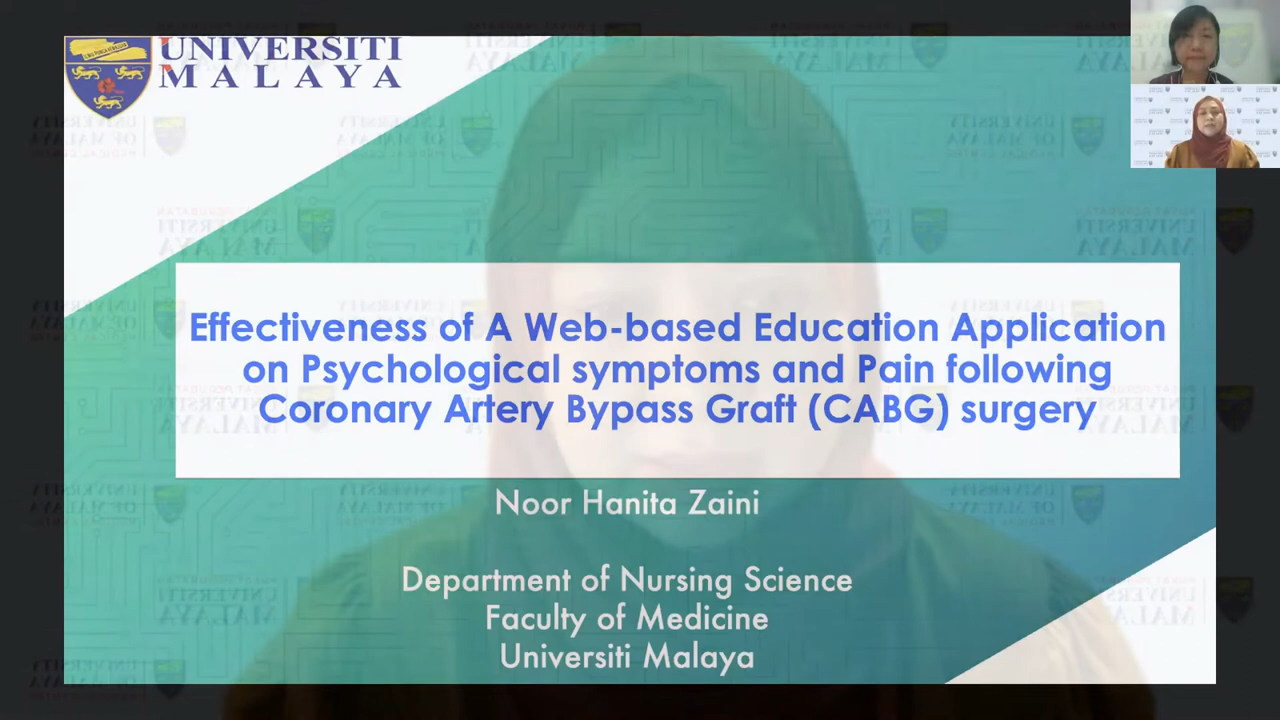 UNIVERSITI
MALAYA
Effectiveness of A Web-based Education Application
on Psychological symptoms and Pain following
Coronary Artery Bypass Graft (CABG) surgery
Noor Hanita Zaini
Department of Nursing Science
Faculty of Medicine
Universiti Malaya